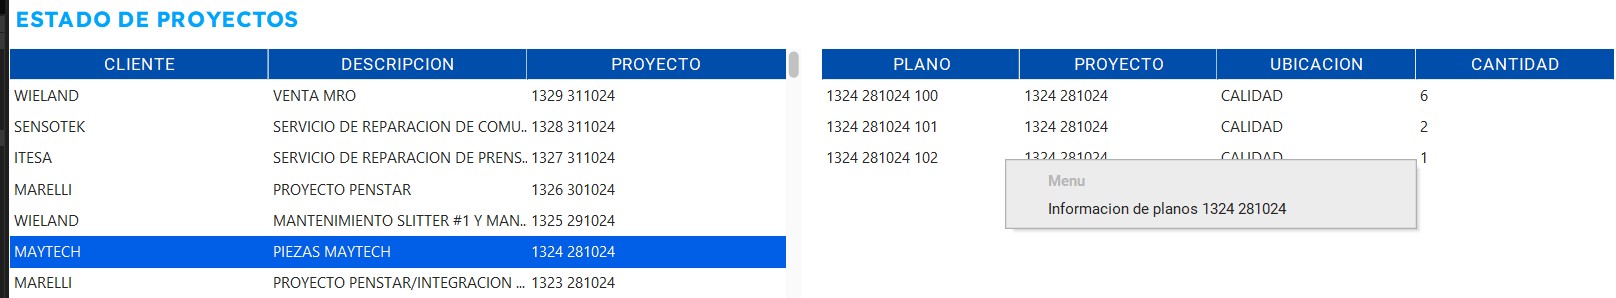 ESTADO DE PROYECTOS
CLIENTE DESCRIPCION PROYECTO
WIELAND VENTA MRO 1329 311024
SENSOTEK SERVICIO DE REPARACION DE COMU... 1328 311024
ITESA SERVICIO DE REPARACION DE PRENS... 1327 311024
MARELLI PROYECTO PENSTAR 1326 301024
WIELAND MANTENIMIENTO SLITTER #1 Y MAN... 1325 291024
MAYTECH PIEZAS MAYTECH 1324 281024
MARELLI PROYECTO PENSTAR/INTEGRACION ... 1323 281024
PLANO PROYECTO UBICACION CANTIDAD
1324 281024 100 1324 281024 CALIDAD 6
1324 281024 101 1324 281024 CALIDAD 2
1324 281024 102 1324 281024 CALIDAD 1
Menu
Informacion de planos 1324 281024